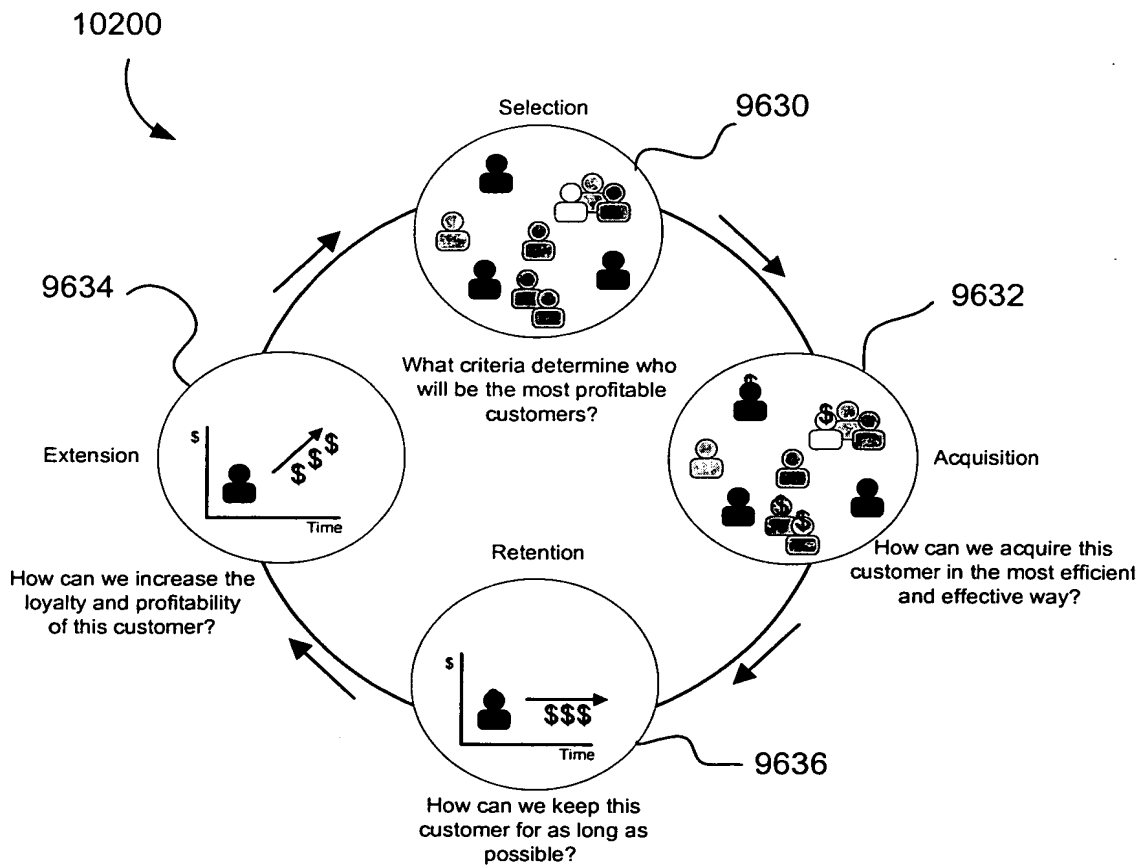 10200
Selection
9630
9634
9632
What criteria determine who
will be the most profitable
customers?
$
$ $ $
Time
Extension
$
$
$
$
Acquisition
How can we increase the
loyalty and profitability
of this customer?
Retention
How can we acquire this
customer in the most efficient
and effective way?
$
$$$
Time
9636
How can we keep this
customer for as long as
possible?